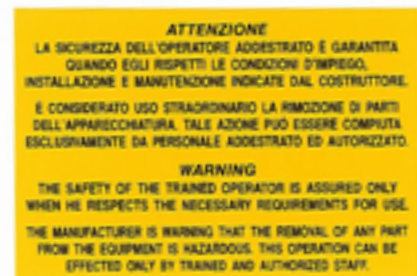 ATTENZIONE
LA SICUREZZA DELL'OPERATORE ADDESTRATO È GARANTITA
QUANDO EGLI RISPETTI LE CONDIZIONI D'IMPIEGO,
INSTALLAZIONE E MANUTENZIONE INDICATE DAL COSTRUTTORE.
È CONSIDERATO USO STRAORDINARIO LA RIMOZIONE DI PARTI
DELL'APPARECCHIATURA. TALE AZIONE PUÒ ESSERE COMPIUTA
ESCLUSIVAMENTE DA PERSONALE ADDESTRATO ED AUTORIZZATO.
WARNING
THE SAFETY OF THE TRAINED OPERATOR IS ASSURED ONLY
WHEN HE RESPECTS THE NECESSARY REQUIREMENTS FOR USE.
THE MANUFACTURER IS WARNING THAT THE REMOVAL OF ANY PART
FROM THE EQUIPMENT IS HAZARDOUS. THIS OPERATION CAN BE
EFFECTED ONLY BY TRAINED AND AUTHORIZED STAFF.